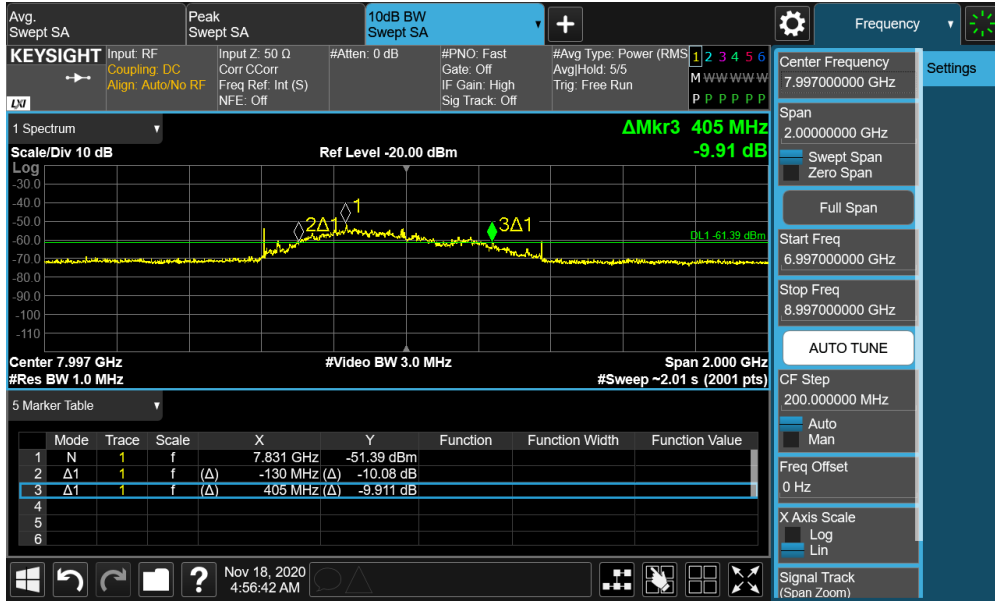 Avg.
Swept SA
Peak
Swept SA
10dB BW
Swept SA
Frequency
KEYSIGHT
LXI
Input: RF
Coupling: DC
Align: Auto/No RF
Input Z: 50 Ω
Corr CCorr
Freq Ref: Int (S)
NFE: Off
#Atten: 0 dB
#PNO: Fast
Gate: Off
IF Gain: High
Sig Track: Off
#Avg Type: Power (RMS
Avg|Hold: 5/5
Trig: Free Run
1 2 3 4 5 6
M W W W W W
P P P P P P
1 Spectrum
ΔMkr3 405 MHz
-9.91 dB
Scale/Div 10 dB
Ref Level -20.00 dBm
Log
-30.0
-40.0
-50.0
-60.0
-70.0
-80.0
-90.0
-100
-110
1
2Δ1
3Δ1
DL1 -61.39 dBm
Center 7.997 GHz
#Video BW 3.0 MHz
Span 2.000 GHz
#Res BW 1.0 MHz
#Sweep ~2.01 s (2001 pts)
5 Marker Table
Mode Trace Scale X Y Function Function Width Function Value
1 N 1 f 7.831 GHz -51.39 dBm
2 Δ1 1 f (Δ) -130 MHz (Δ) -10.08 dB
3 Δ1 1 f (Δ) 405 MHz (Δ) -9.911 dB
4
5
6
?
Nov 18, 2020
4:56:42 AM
Center Frequency
7.997000000 GHz
Settings
Span
2.00000000 GHz
Swept Span
Zero Span
Full Span
Start Freq
6.997000000 GHz
Stop Freq
8.997000000 GHz
AUTO TUNE
CF Step
200.000000 MHz
Auto
Man
Freq Offset
0 Hz
X Axis Scale
Log
Lin
Signal Track
(Span Zoom)